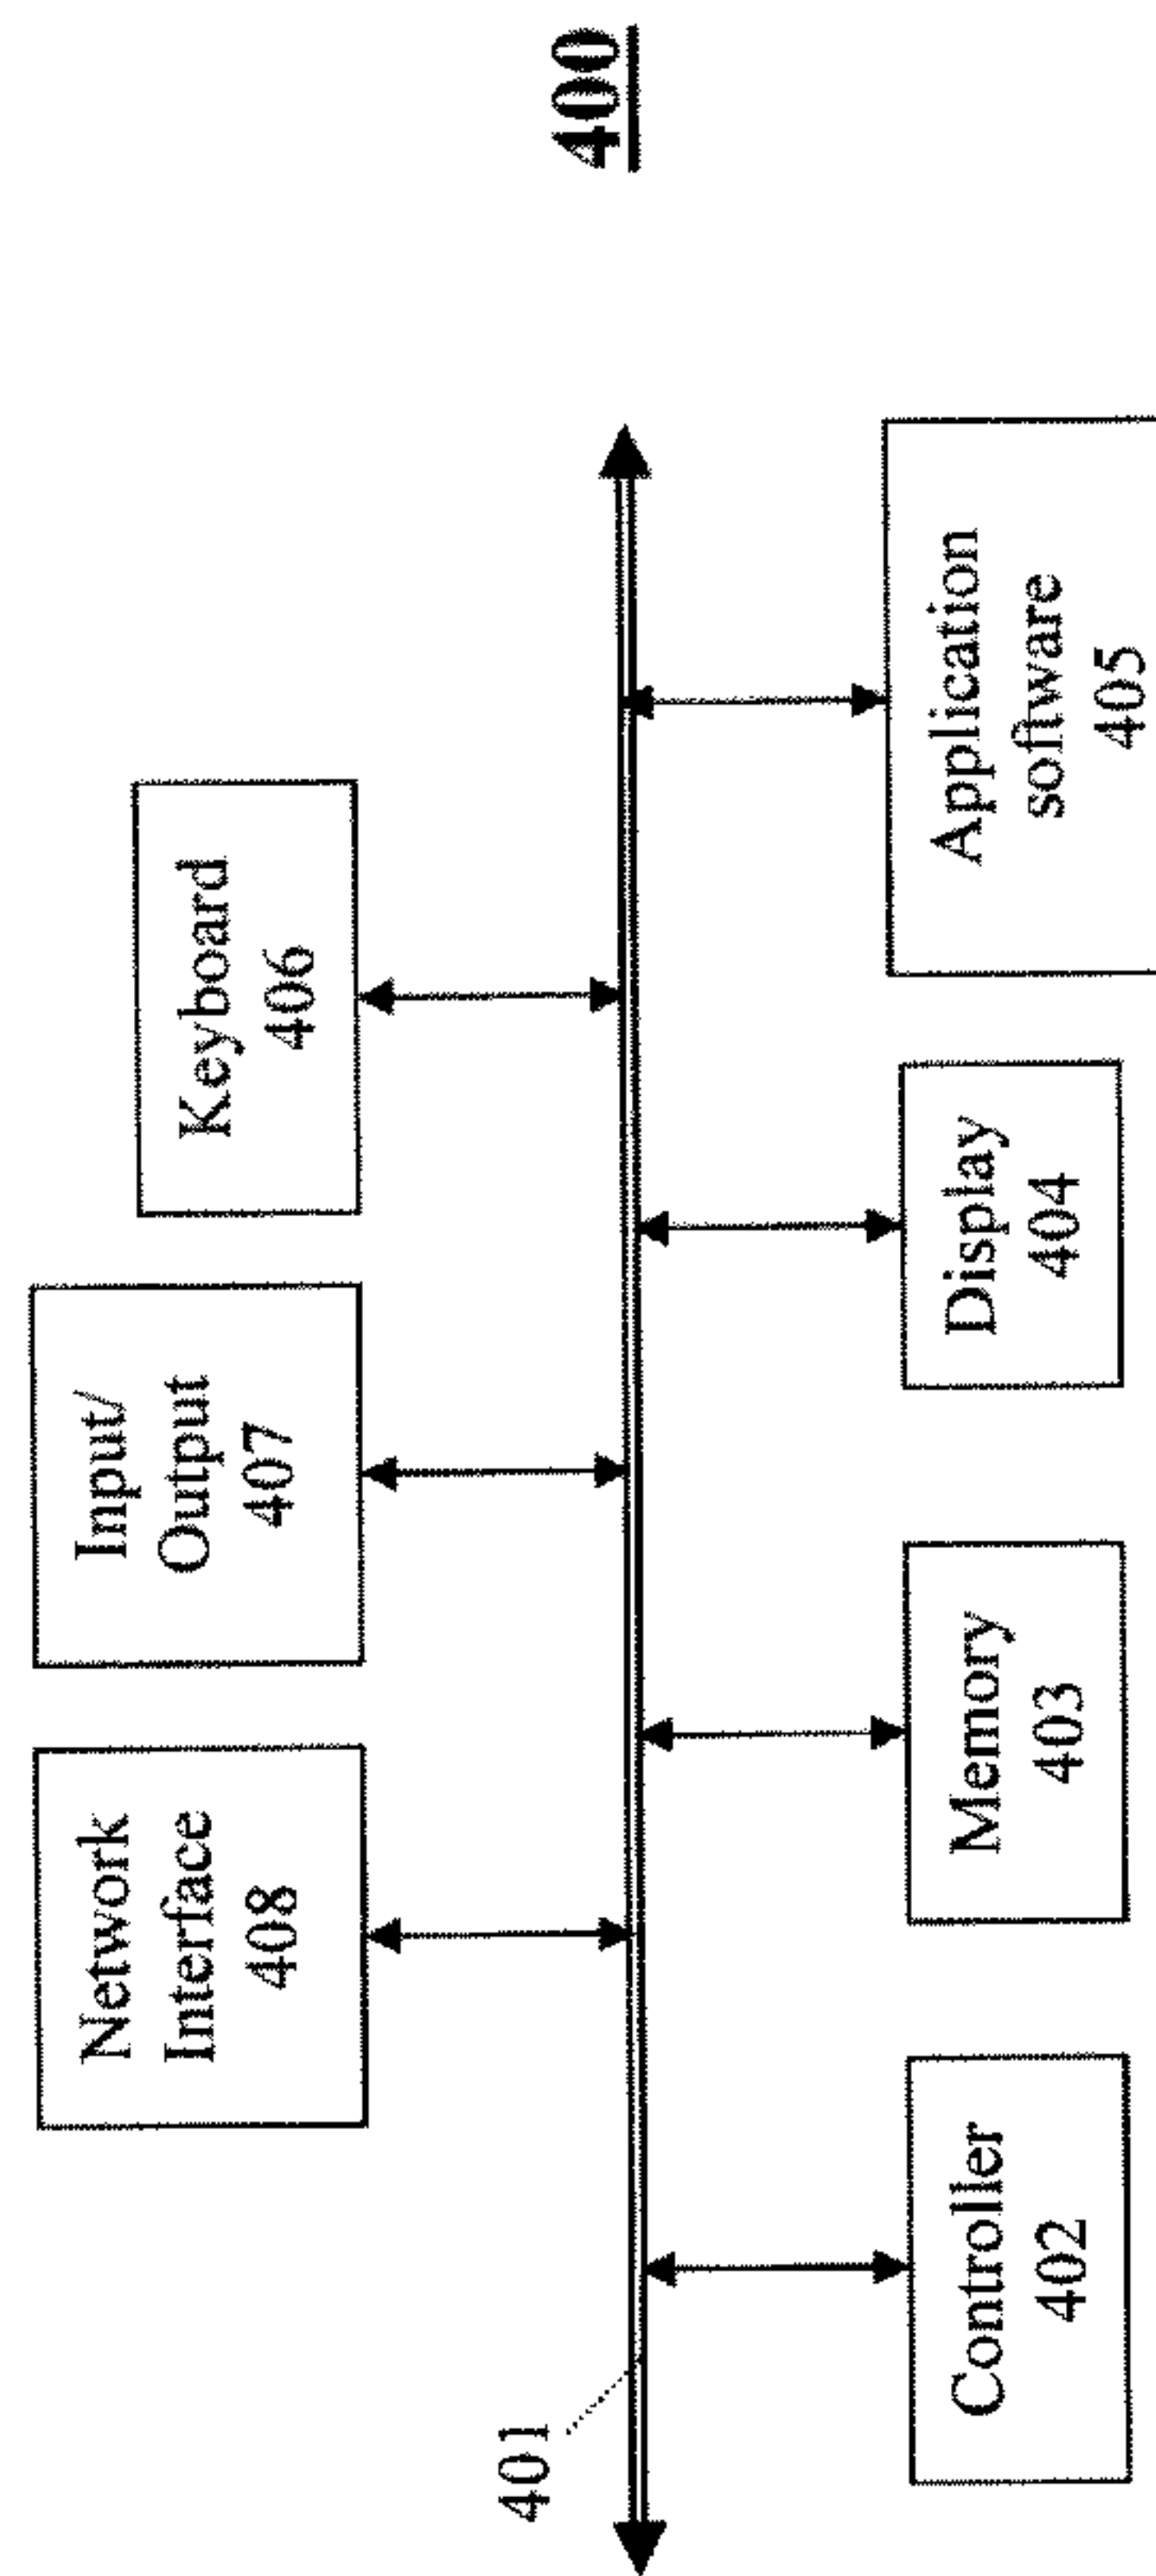 400
Network
Interface
408
Input/
Output
407
Keyboard
406
401
Controller
402
Memory
403
Display
404
Application
software
405